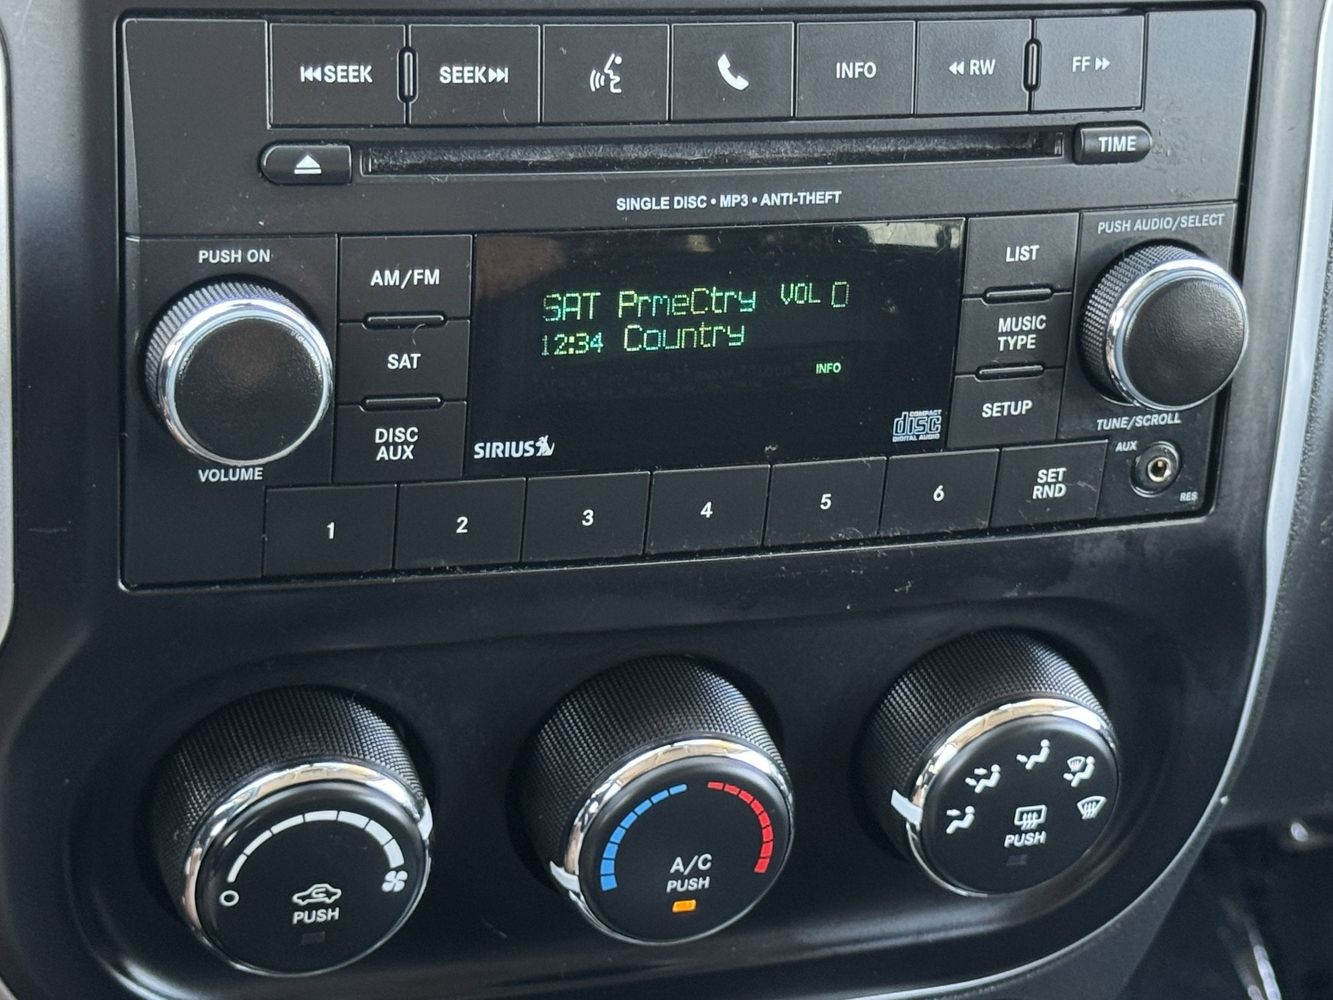 SEEK
SEEK
INFO
RW
FF
TIME
SINGLE DISC • MP3 • ANTI-THEFT
PUSH ON
VOLUME
AM/FM
SAT
DISC
AUX
SAT PrmeCtry VOL 0
12:34 Country
INFO
SIRIUS
COMPACT
disc
DIGITAL AUDIO
LIST
MUSIC
TYPE
SETUP
PUSH AUDIO/SELECT
TUNE/SCROLL
AUX
RES
1
2
3
4
5
6
SET
RND
PUSH
A/C
PUSH
PUSH